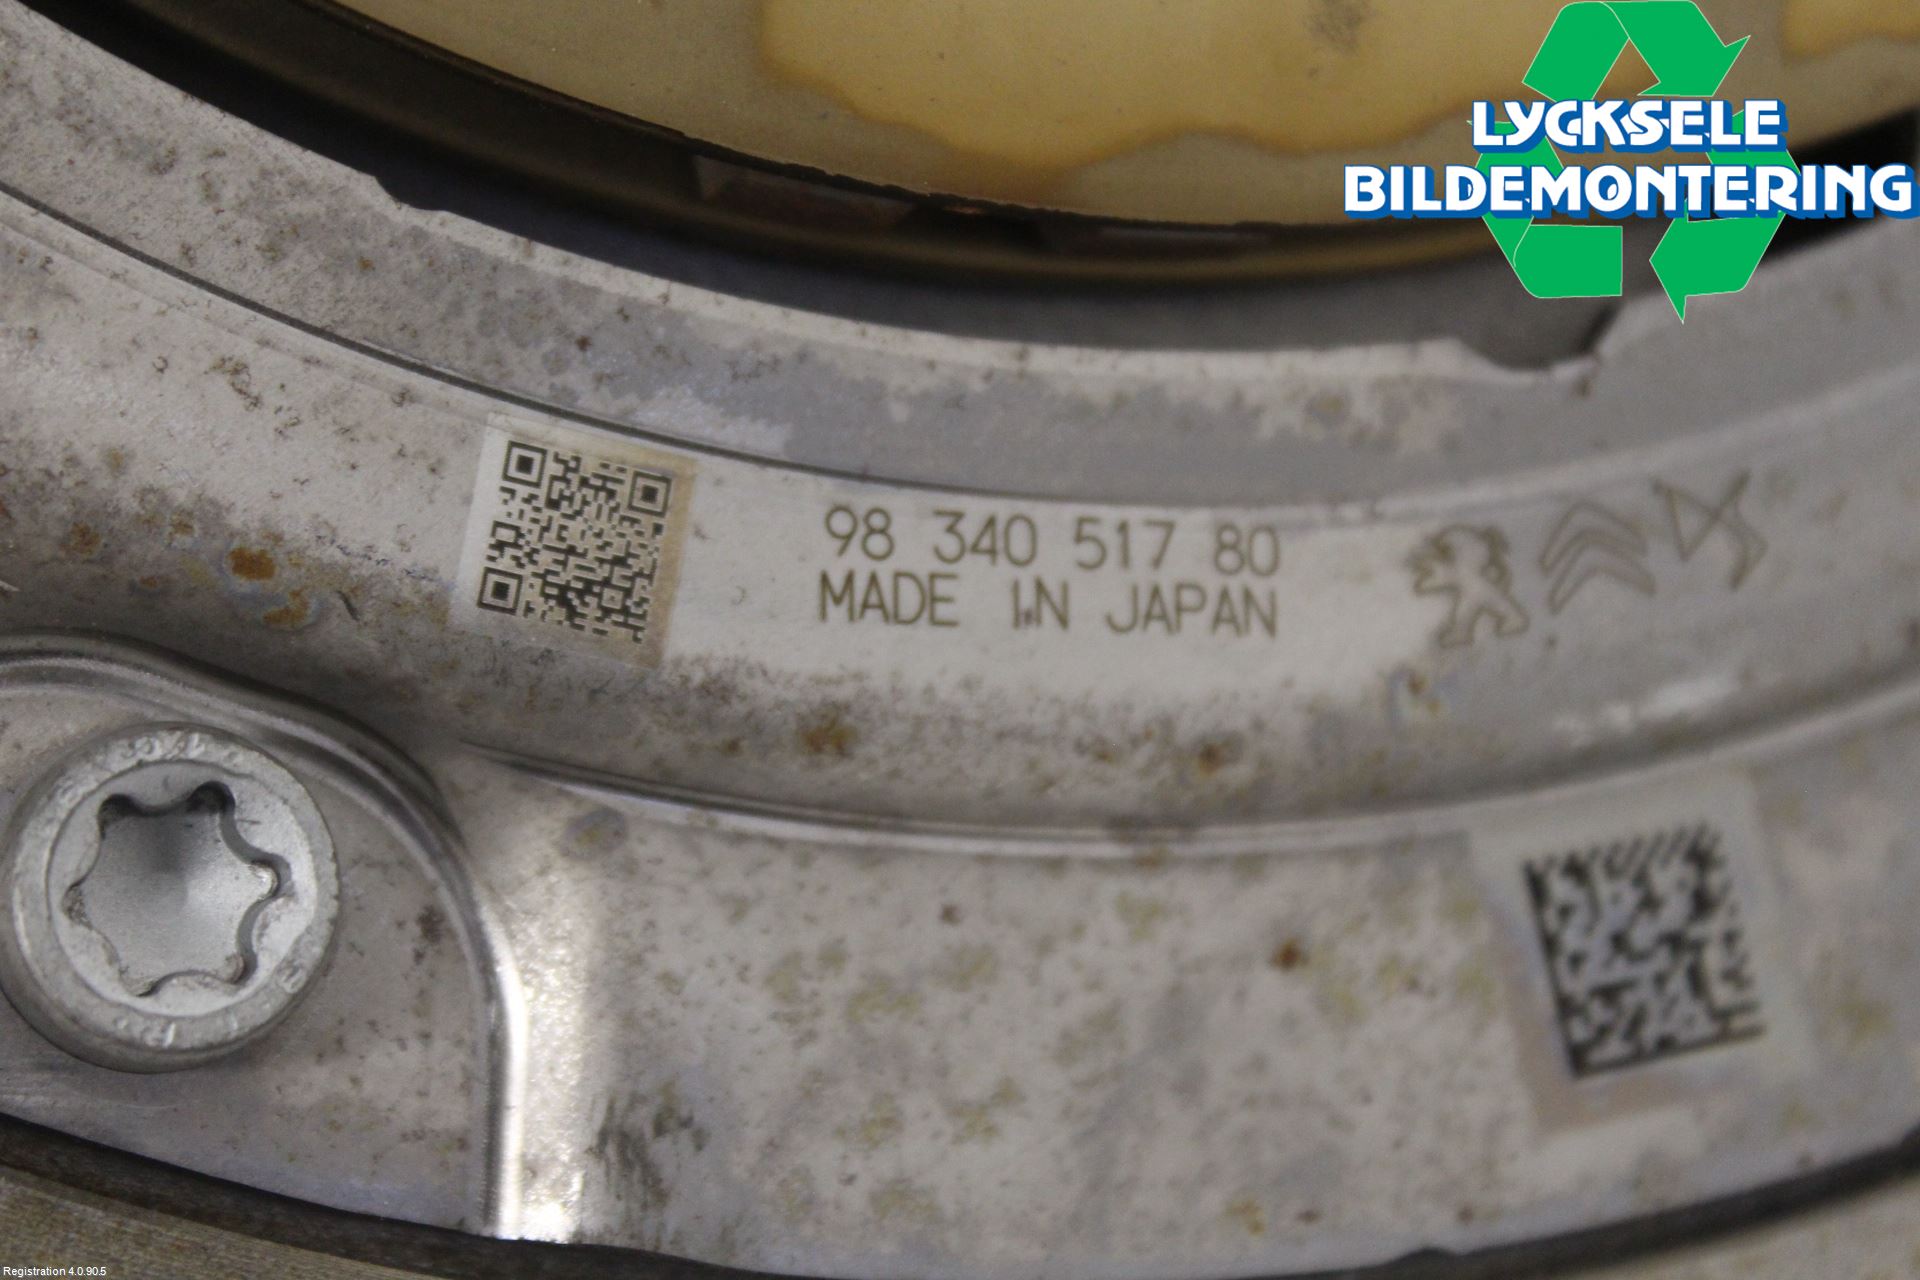 LYCKSELE
BILDEMONTERING
98 340 517 80
MADE IN JAPAN
Registration 4.0.90.5